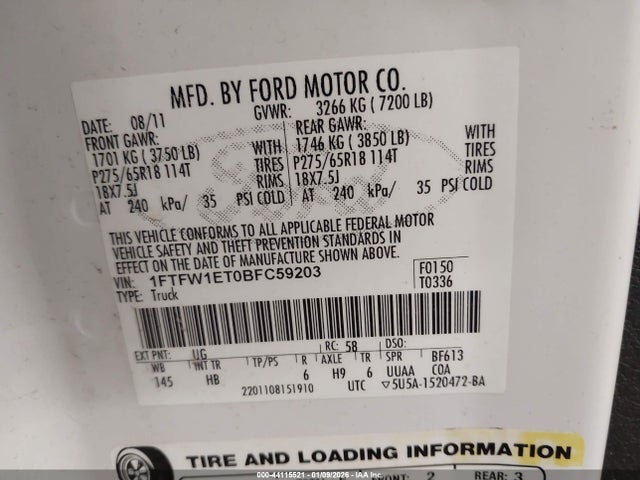 MFD. BY FORD MOTOR CO.
DATE: 08/11 GVWR: 3266 KG ( 7200 LB)
FRONT GAWR: REAR GAWR: WITH
1701 KG ( 3750 LB) WITH 1746 KG ( 3850 LB) TIRES
P275/65R18 114T TIRES P275/65R18 114T RIMS
18X7.5J RIMS 18X7.5J
AT 240 kPa/ 35 PSI COLD AT 240 kPa/ 35 PSI COLD
THIS VEHICLE CONFORMS TO ALL APPLICABLE FEDERAL MOTOR
VEHICLE SAFETY AND THEFT PREVENTION STANDARDS IN
EFFECT ON THE DATE OF MANUFACTURE SHOWN ABOVE.
VIN: 1FTFW1ET0BFC59203 F0150
TYPE: Truck T0336
EXT PNT: UG RC: 58 DSO:
WB INT TR TP/PS R AXLE TR SPR BF613
145 HB 6 H9 6 UUAA COA
2201108151910 UTC ▽5U5A-1520472-BA
TIRE AND LOADING INFORMATION
FRONT: 2 REAR: 3
000-44115521 - 01/09/2026 - IAA Inc.